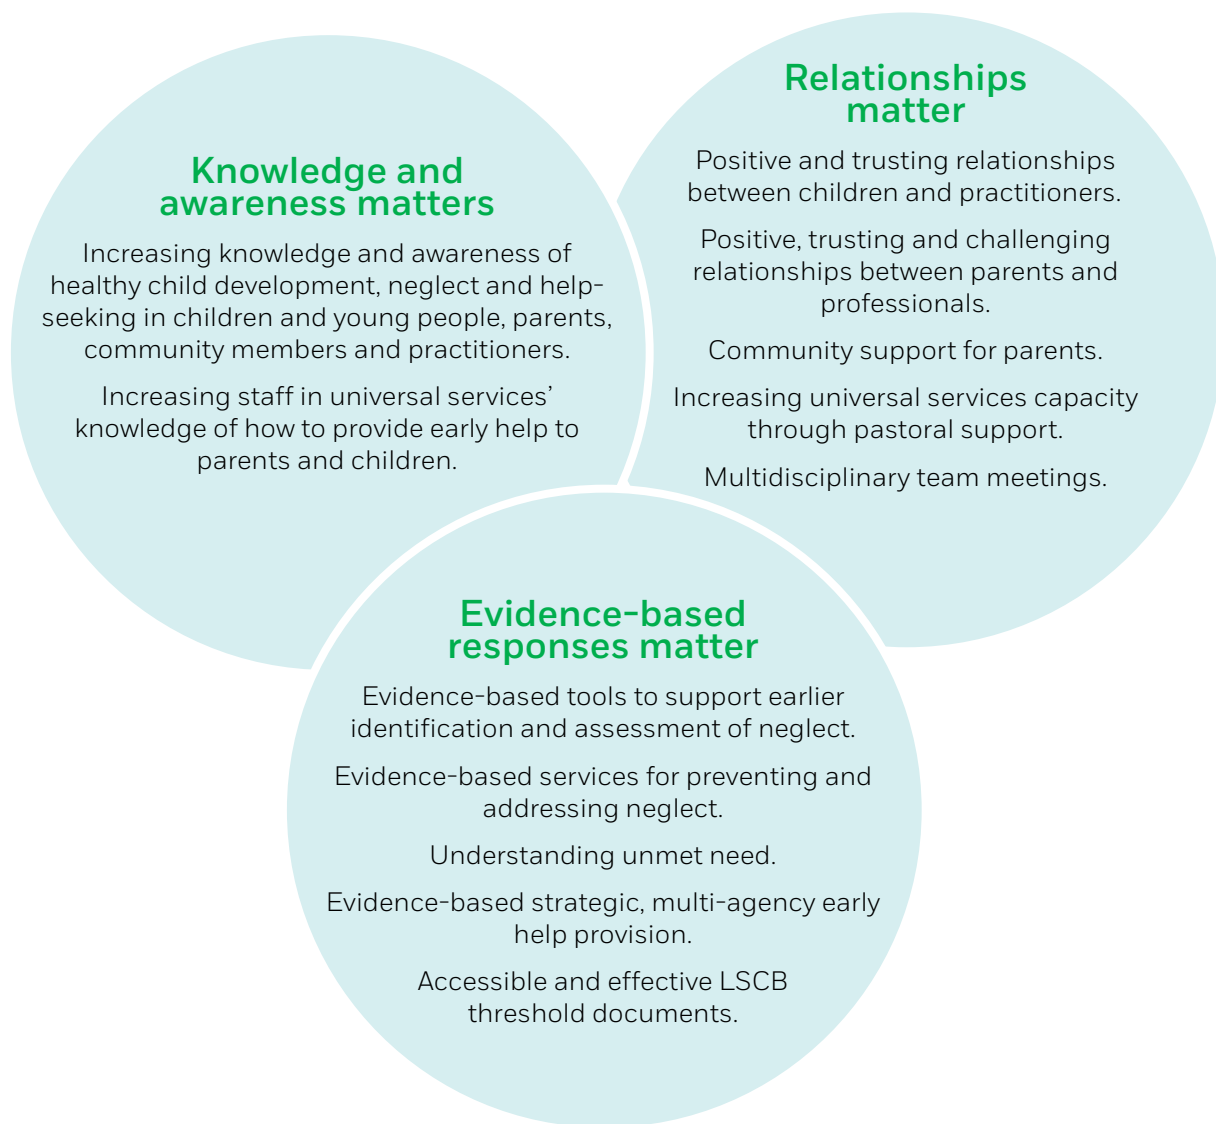 Knowledge and
awareness matters
Increasing knowledge and awareness of
healthy child development, neglect and help-
seeking in children and young people, parents,
community members and practitioners.
Increasing staff in universal services’
knowledge of how to provide early help to
parents and children.
Relationships
matter
Positive and trusting relationships
between children and practitioners.
Positive, trusting and challenging
relationships between parents and
professionals.
Community support for parents.
Increasing universal services capacity
through pastoral support.
Multidisciplinary team meetings.
Evidence-based
responses matter
Evidence-based tools to support earlier
identification and assessment of neglect.
Evidence-based services for preventing and
addressing neglect.
Understanding unmet need.
Evidence-based strategic, multi-agency early
help provision.
Accessible and effective LSCB
threshold documents.